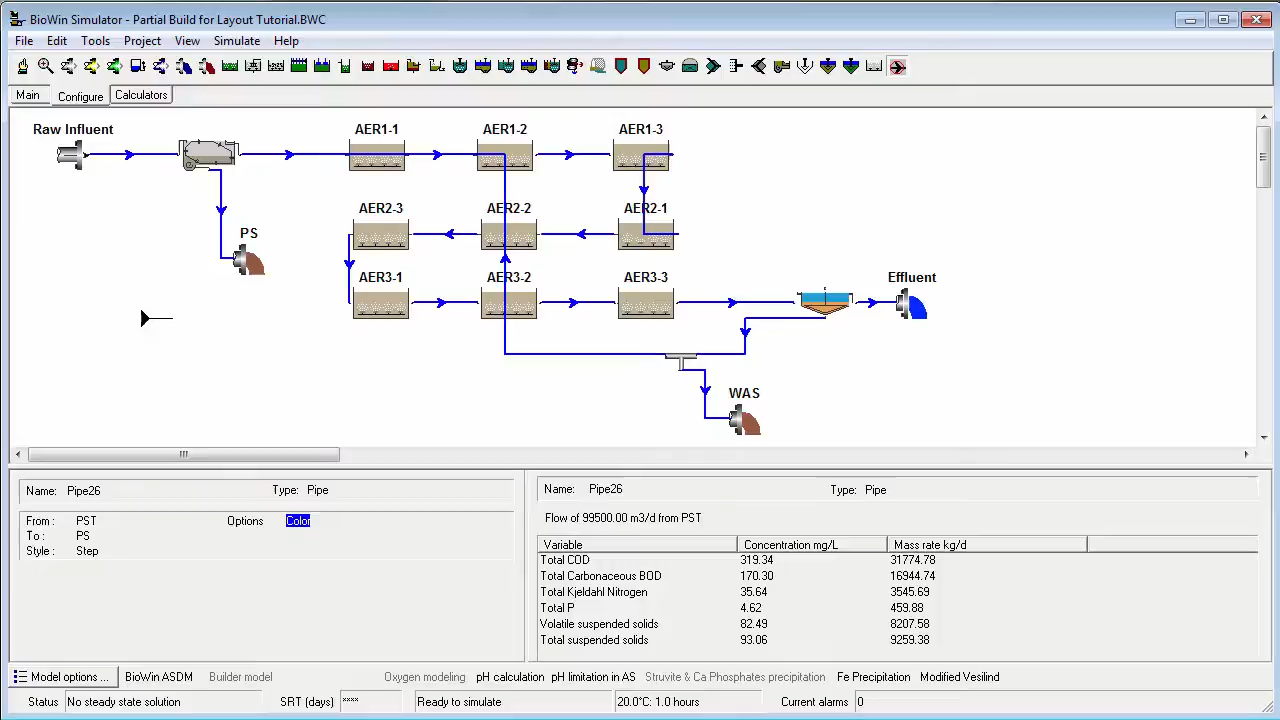 BioWin Simulator - Partial Build for Layout Tutorial.BWC
File Edit Tools Project View Simulate Help
Main Configure Calculators
Raw Influent
AER1-1 AER1-2 AER1-3
AER2-3 AER2-2 AER2-1
PS
AER3-1 AER3-2 AER3-3 Effluent
WAS
Name: Pipe26 Type: Pipe
From : PST Options Color
To : PS
Style : Step
Name: Pipe26 Type: Pipe
Flow of 99500.00 m3/d from PST
Variable Concentration mg/L Mass rate kg/d
Total COD 319.34 31774.78
Total Carbonaceous BOD 170.30 16944.74
Total Kjeldahl Nitrogen 35.64 3545.69
Total P 4.62 459.88
Volatile suspended solids 82.49 8207.58
Total suspended solids 93.06 9259.38
Model options ... BioWin ASDM Builder model Oxygen modeling pH calculation pH limitation in AS Struvite & Ca Phosphates precipitation Fe Precipitation Modified Vesilind
Status No steady state solution SRT (days) **** Ready to simulate 20.0°C: 1.0 hours Current alarms 0